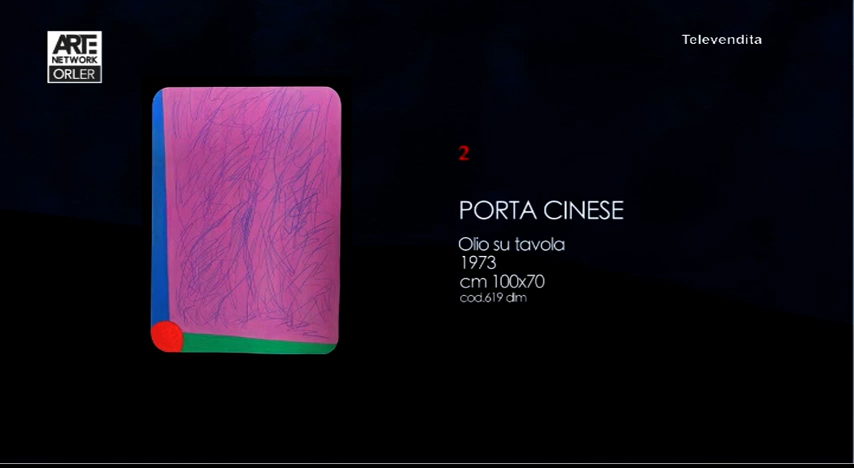 ARTE
NETWORK
ORLER
Televendita
2
PORTA CINESE
Olio su tavola
1973
cm 100x70
cod.619 dlm